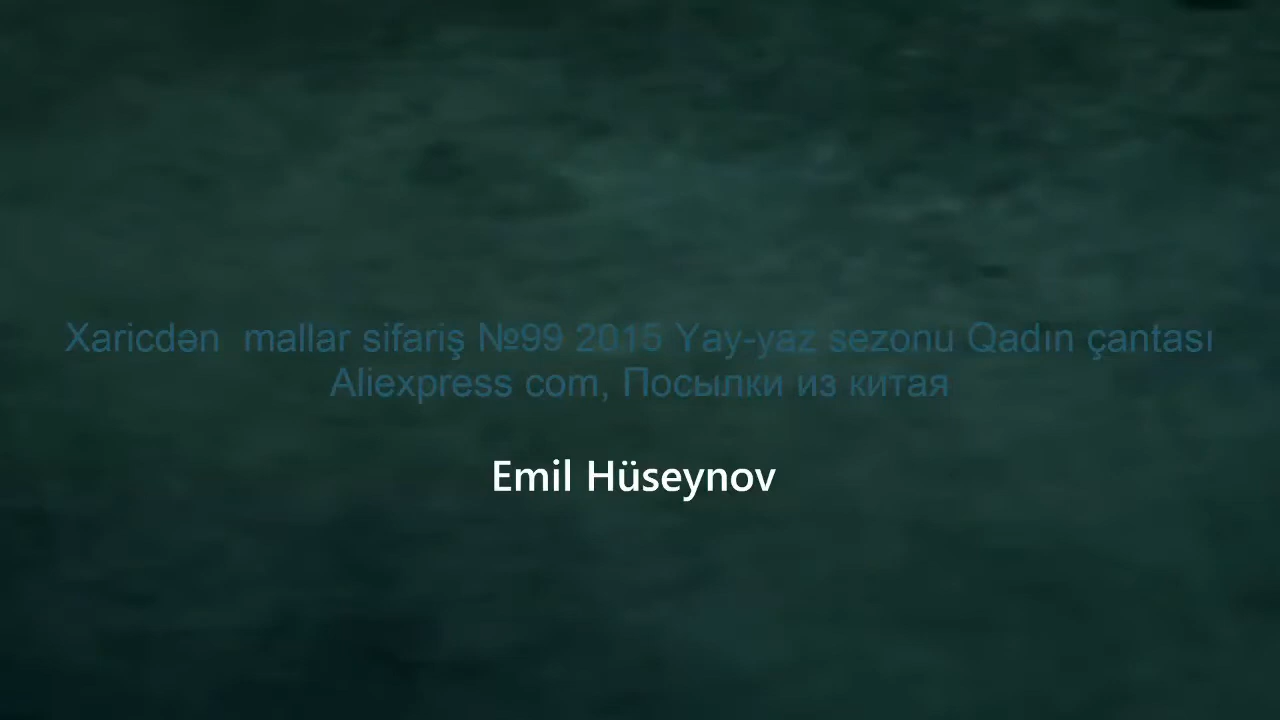 Xaricdən  mallar sifariş №99 2015 Yay-yaz sezonu Qadın çantası
Aliexpress com, Посылки из китая
Emil Hüseynov